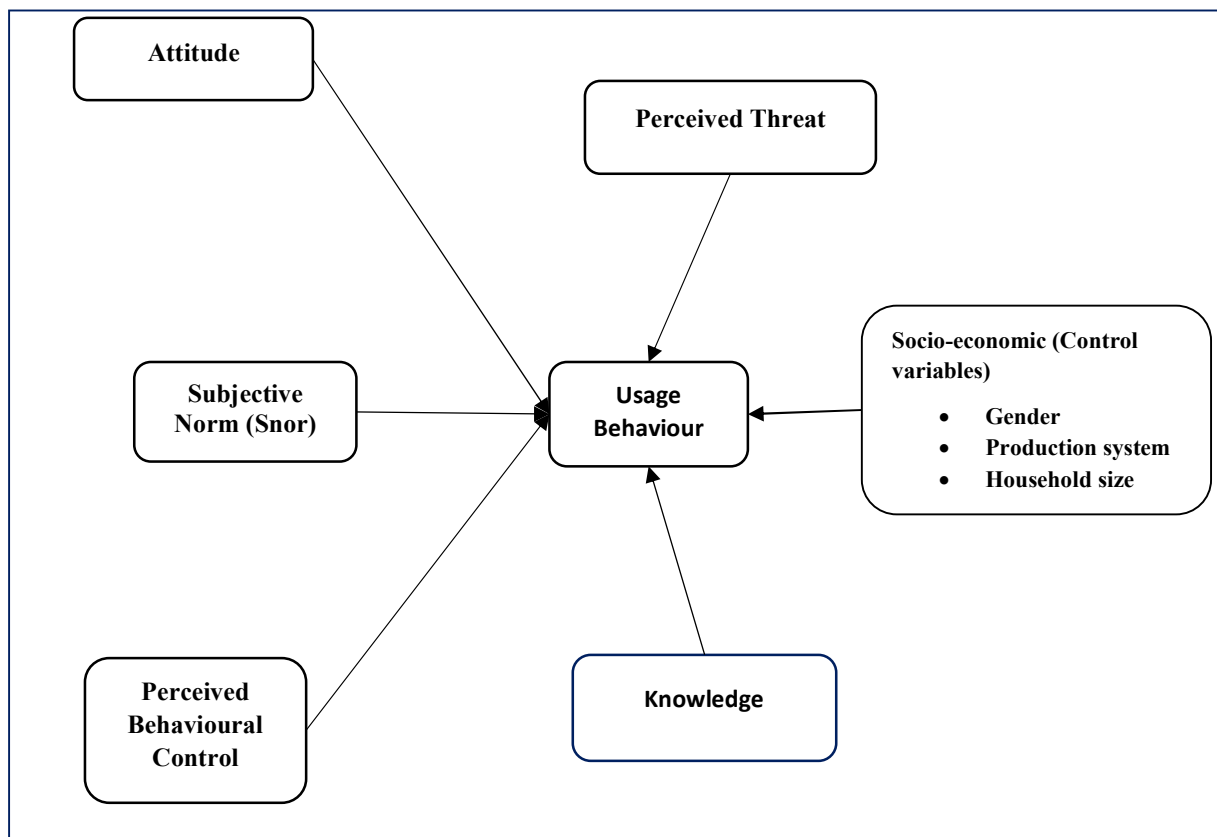 Attitude
Perceived Threat
Subjective
Norm (Snor)
Usage
Behaviour
Socio-economic (Control
variables)
• Gender
• Production system
• Household size
Perceived
Behavioural
Control
Knowledge